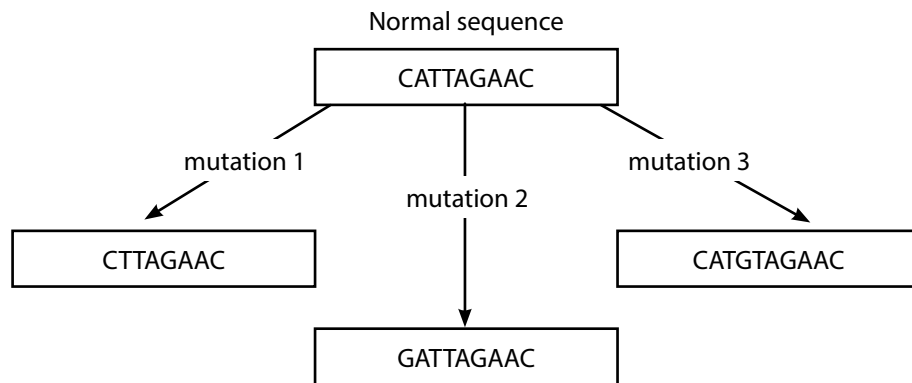 Normal sequence
CATTAGAAC
mutation 1
mutation 3
mutation 2
CTTAGAAC
CATGTAGAAC
GATTAGAAC